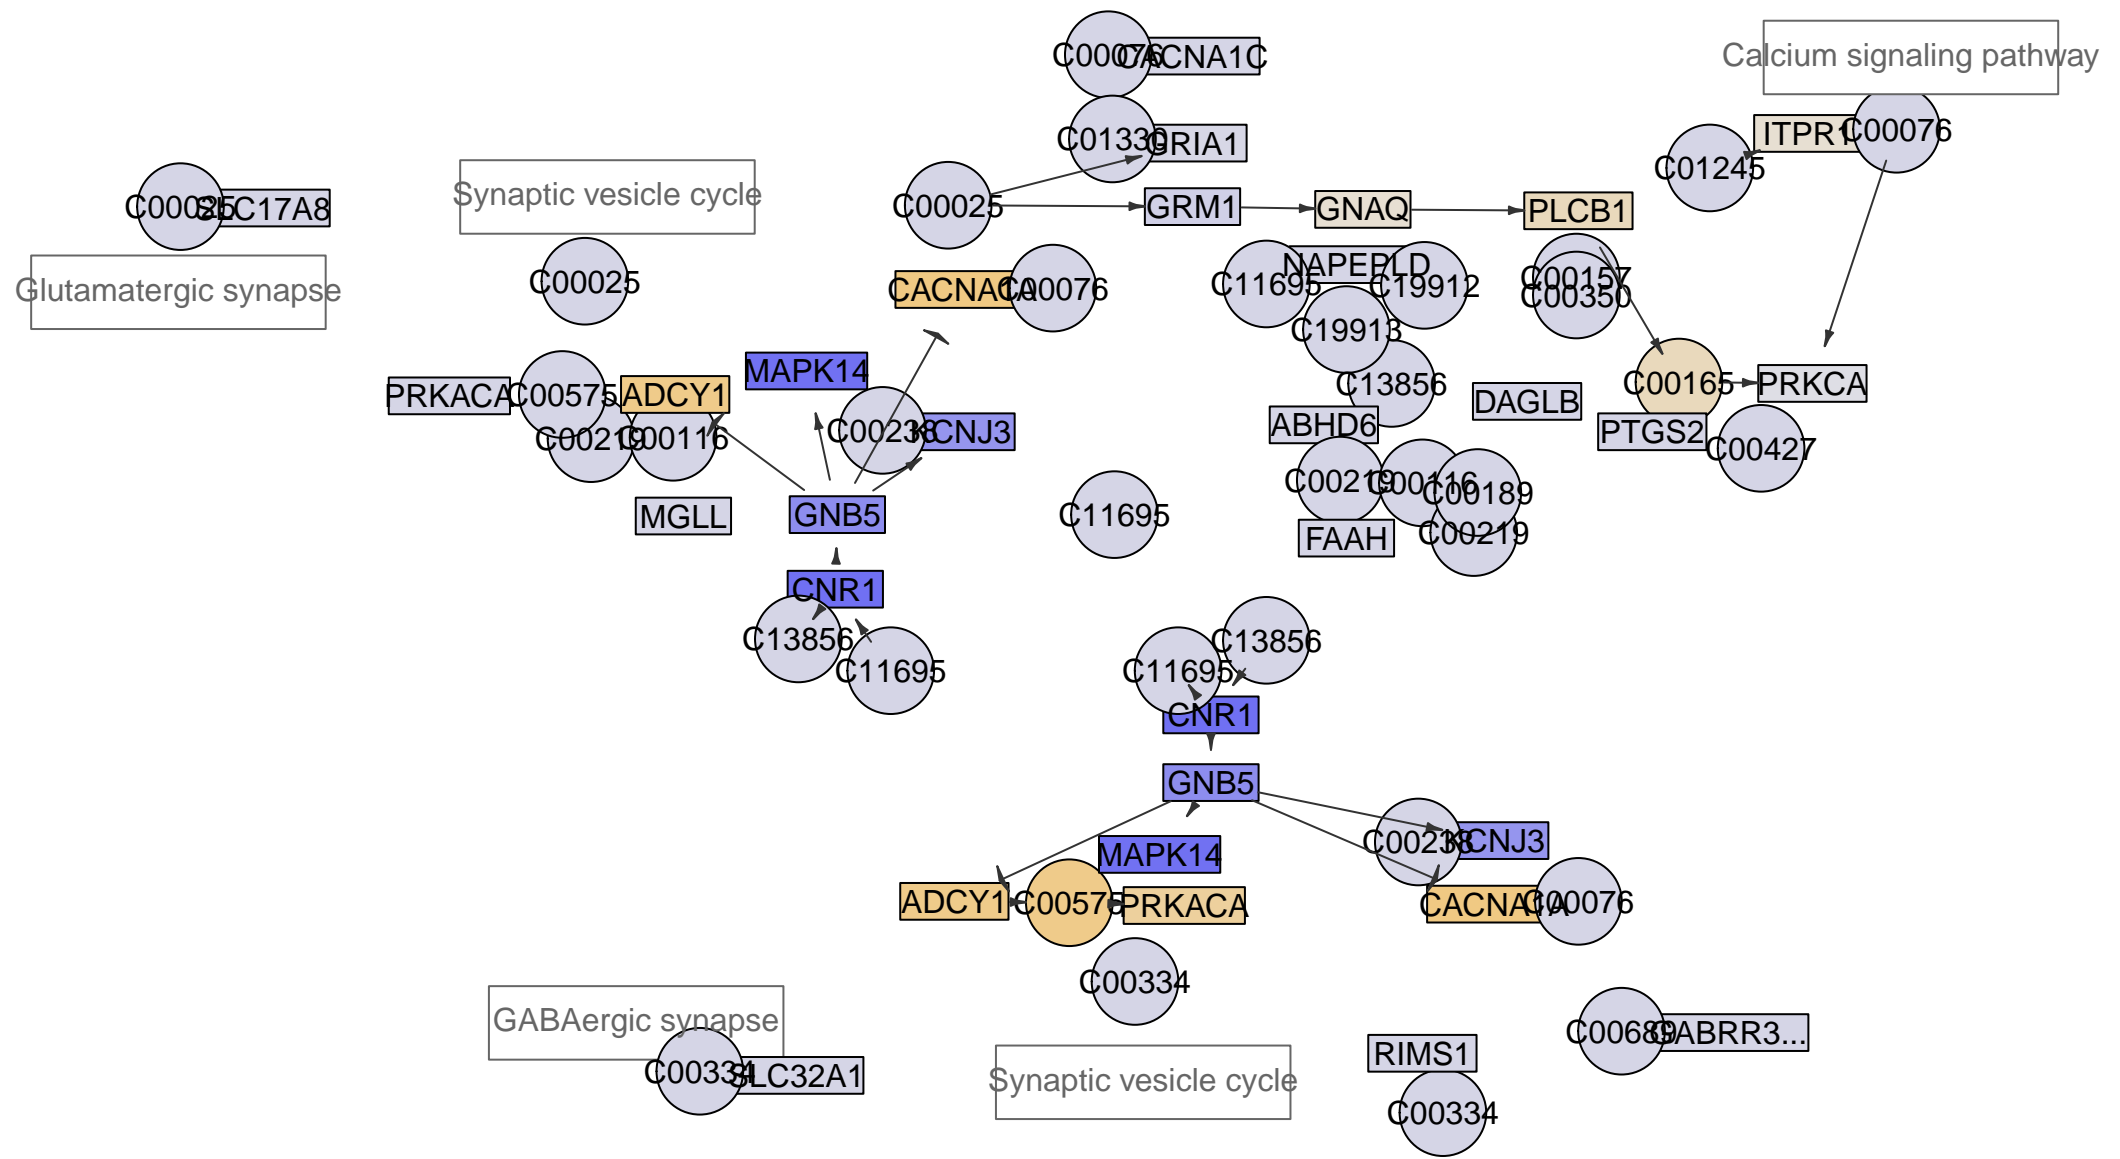 C00076
CACNA1C
Calcium signaling pathway
C01330
GRIA1
ITPR1
C00076
C01245
C00025
SLC17A8
Synaptic vesicle cycle
C00025
GRM1
GNAQ
PLCB1
Glutamatergic synapse
C00025
CACNA1A
C00076
C11695
NAPEPLD
C19912
C00157
C00350
C19913
MAPK14
C13856
C00165
PRKCA
PRKACA
C00575
ADCY1
DAGLB
C00219
C00116
C00238
KCNJ3
ABHD6
PTGS2
C00427
C00219
C00116
C00189
MGLL
GNB5
C11695
FAAH
C00219
CNR1
C13856
C11695
C13856
C11695
CNR1
GNB5
C00238
KCNJ3
MAPK14
ADCY1
C00575
PRKACA
CACNA1A
C00076
C00334
GABAergic synapse
C00334
SLC32A1
Synaptic vesicle cycle
RIMS1
C00334
C00689
GABRR3...